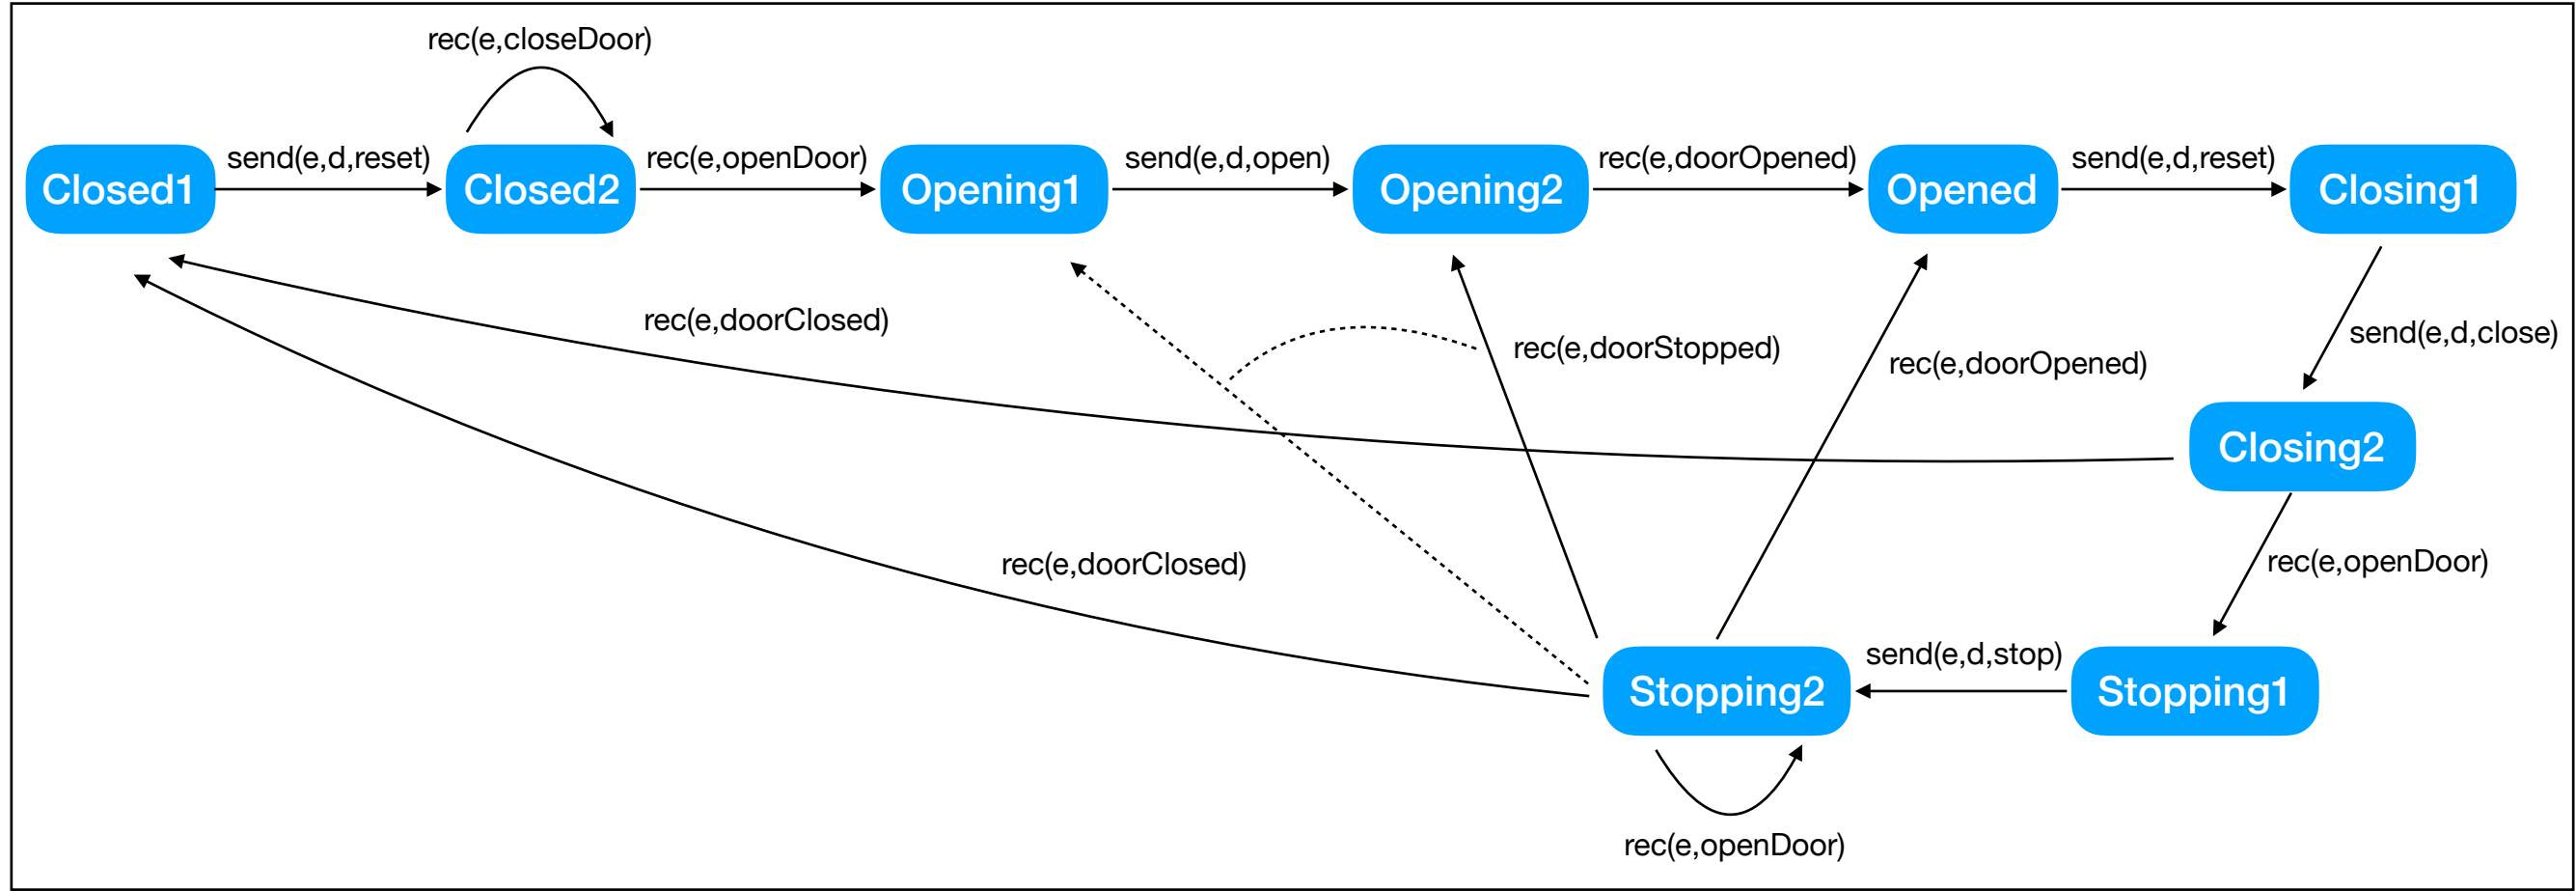 rec(e,closeDoor)
send(e,d,reset)
rec(e,openDoor)
send(e,d,open)
rec(e,doorOpened)
send(e,d,reset)
Closed1
Closed2
Opening1
Opening2
Opened
Closing1
rec(e,doorClosed)
rec(e,doorStopped)
rec(e,doorOpened)
send(e,d,close)
Closing2
rec(e,doorClosed)
rec(e,openDoor)
send(e,d,stop)
Stopping2
Stopping1
rec(e,openDoor)